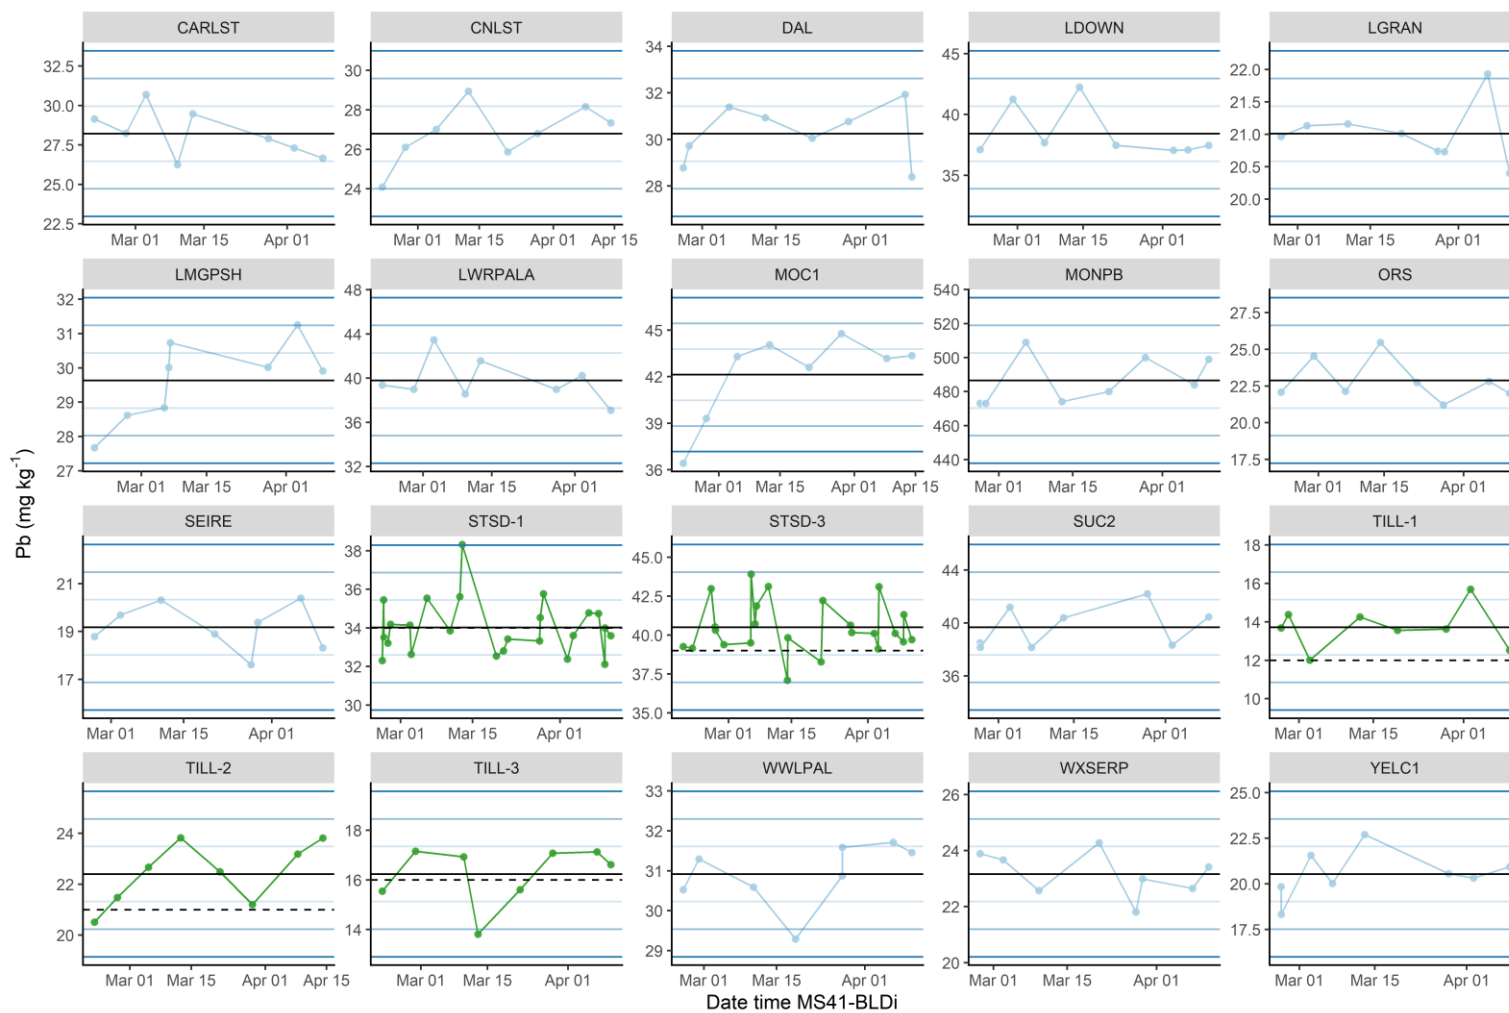 CARLST CNLST DAL LDOWN LGRAN
32.5 30.0 27.5 25.0 22.5
30 28 26 24
34 32 30 28
45 40 35
22.0 21.5 21.0 20.5 20.0
Mar 01 Mar 15 Apr 01
Mar 01 Mar 15 Apr 01 Apr 15
Mar 01 Mar 15 Apr 01
Mar 01 Mar 15 Apr 01
Mar 01 Mar 15 Apr 01
LMGPSH LWRPALA MOC1 MONPB ORS
32 31 30 29 28 27
48 44 40 36 32
45 42 39 36
540 520 500 480 460 440
27.5 25.0 22.5 20.0 17.5
Mar 01 Mar 15 Apr 01
Mar 01 Mar 15 Apr 01
Mar 01 Mar 15 Apr 01 Apr 15
Mar 01 Mar 15 Apr 01
Mar 01 Mar 15 Apr 01
Pb (mg kg⁻¹)
SEIRE STSD-1 STSD-3 SUC2 TILL-1
21 19 17
38 36 34 32 30
45.0 42.5 40.0 37.5 35.0
44 40 36
18 16 14 12 10
Mar 01 Mar 15 Apr 01
Mar 01 Mar 15 Apr 01
Mar 01 Mar 15 Apr 01
Mar 01 Mar 15 Apr 01
Mar 01 Mar 15 Apr 01
TILL-2 TILL-3 WWLPAL WXSERP YELC1
24 22 20
18 16 14
33 32 31 30 29
26 24 22 20
25.0 22.5 20.0 17.5
Mar 01 Mar 15 Apr 01 Apr 15
Mar 01 Mar 15 Apr 01
Mar 01 Mar 15 Apr 01
Mar 01 Mar 15 Apr 01
Mar 01 Mar 15 Apr 01
Date time MS41-BLDi